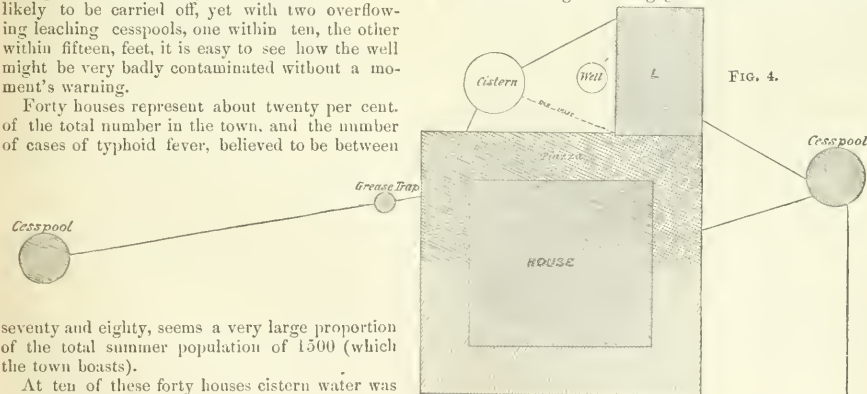 likely to be carried off, yet with two overflow-
ing leaching cesspools, one within ten, the other
within fifteen, feet, it is easy to see how the well
might be very badly contaminated without a mo-
ment's warning.
Forty houses represent about twenty per cent.
of the total number in the town. and the number
of cases of typhoid fever, believed to be between
seventy and eighty, seems a very large proportion
of the total summer population of 1500 (which
the town boasts).
At ten of these forty houses cistern water was
FIG. 4.
Cistern
Well
L
Cesspool
Piazza
Grease Trap
Cesspool
HOUSE